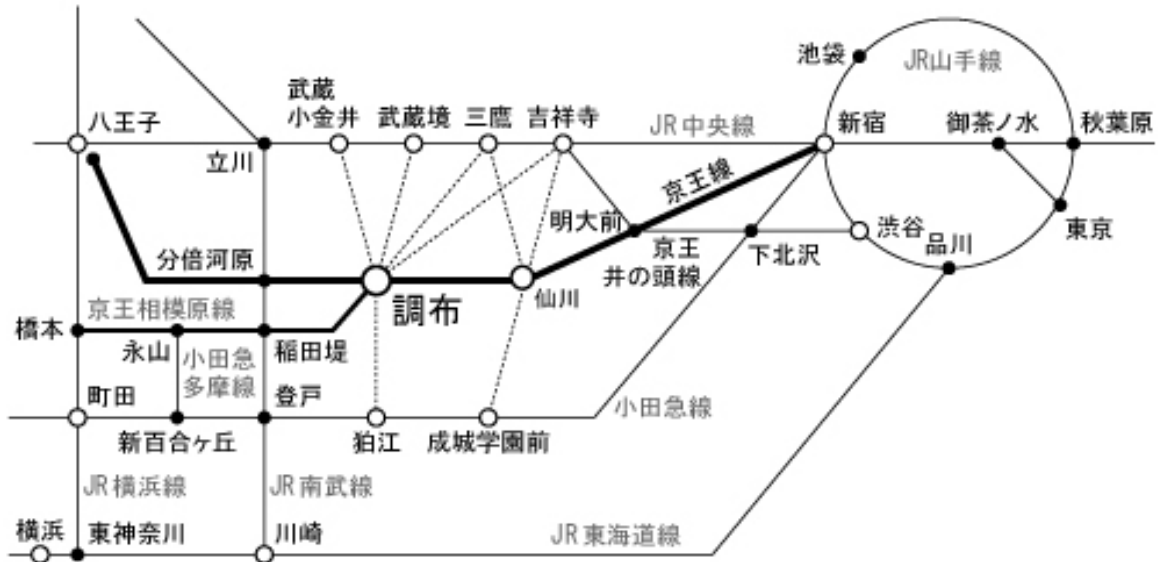 池袋
JR山手線
武蔵
小金井
武蔵境
三鷹
吉祥寺
JR中央線
新宿
御茶ノ水
秋葉原
八王子
立川
京王線
明大前
京王
井の頭線
下北沢
渋谷
品川
東京
分倍河原
調布
仙川
京王相模原線
橋本
永山
小田急
多摩線
稲田堤
町田
登戸
新百合ヶ丘
狛江
成城学園前
小田急線
JR横浜線
JR南武線
横浜
東神奈川
川崎
JR東海道線